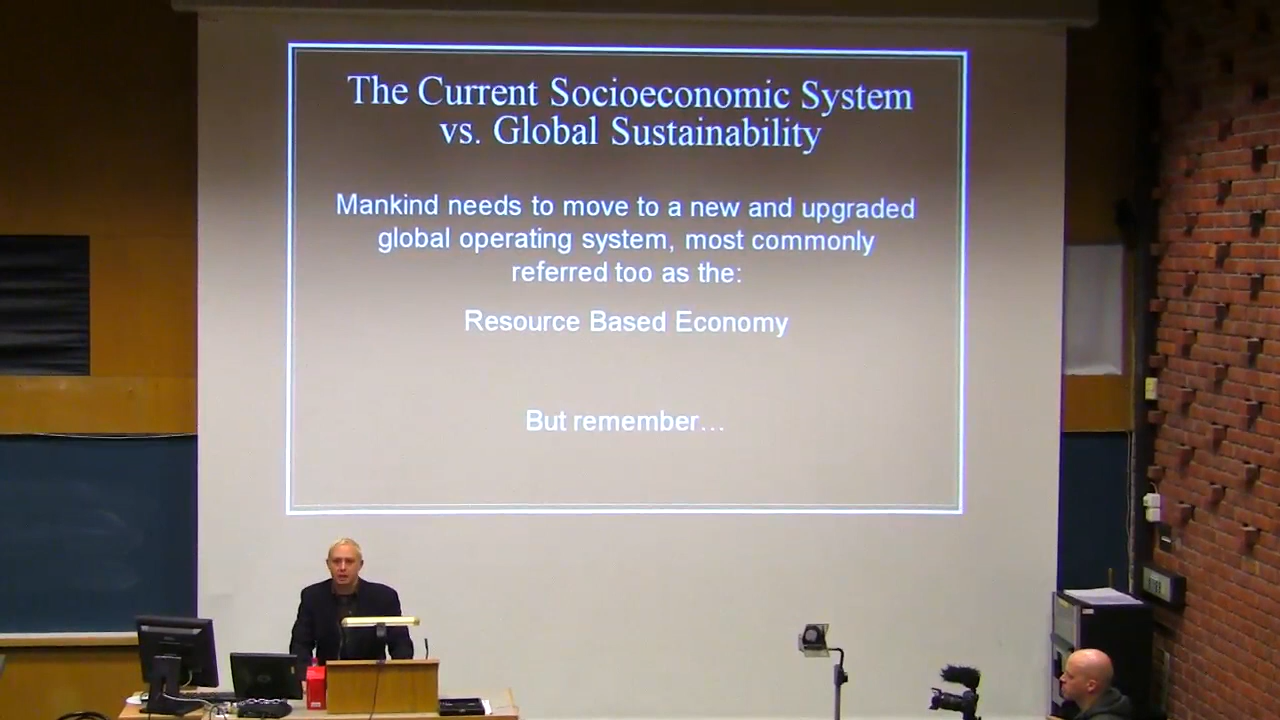 The Current Socioeconomic System
vs. Global Sustainability
Mankind needs to move to a new and upgraded
global operating system, most commonly
referred too as the:
Resource Based Economy
But remember…